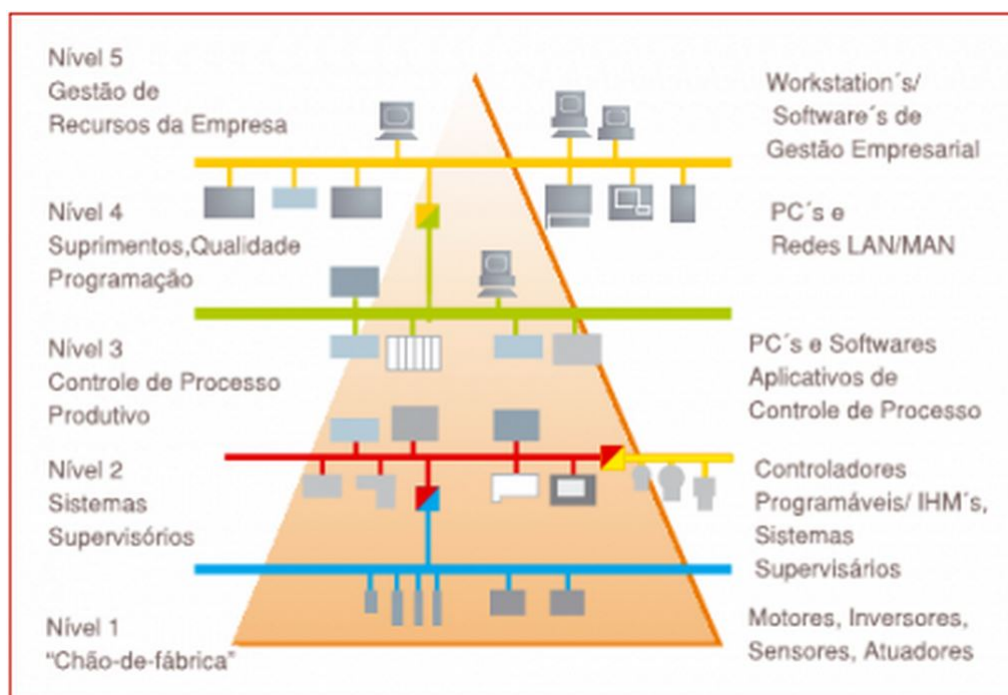 Nível 5
Gestão de
Recursos da Empresa
Workstation´s/
Software´s de
Gestão Empresarial
Nível 4
Suprimentos,Qualidade
Programação
PC´s e
Redes LAN/MAN
Nível 3
Controle de Processo
Produtivo
PC´s e Softwares
Aplicativos de
Controle de Processo
Nível 2
Sistemas
Supervisórios
Controladores
Programáveis/ IHM´s,
Sistemas
Supervisários
Nível 1
“Chão-de-fábrica”
Motores, Inversores,
Sensores, Atuadores